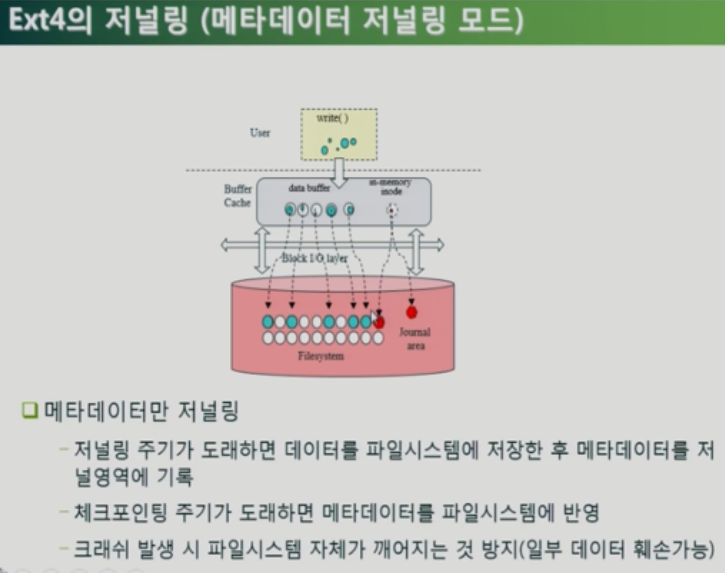 Ext4의 저널링 (메타데이터 저널링 모드)
write( )
User
Buffer
Cache
data buffer
in-memory
inode
Block I/O layer
Journal
area
Filesystem
메타데이터만 저널링
– 저널링 주기가 도래하면 데이터를 파일시스템에 저장한 후 메타데이터를 저
널영역에 기록
– 체크포인팅 주기가 도래하면 메타데이터를 파일시스템에 반영
– 크래쉬 발생 시 파일시스템 자체가 깨어지는 것 방지(일부 데이터 훼손가능)